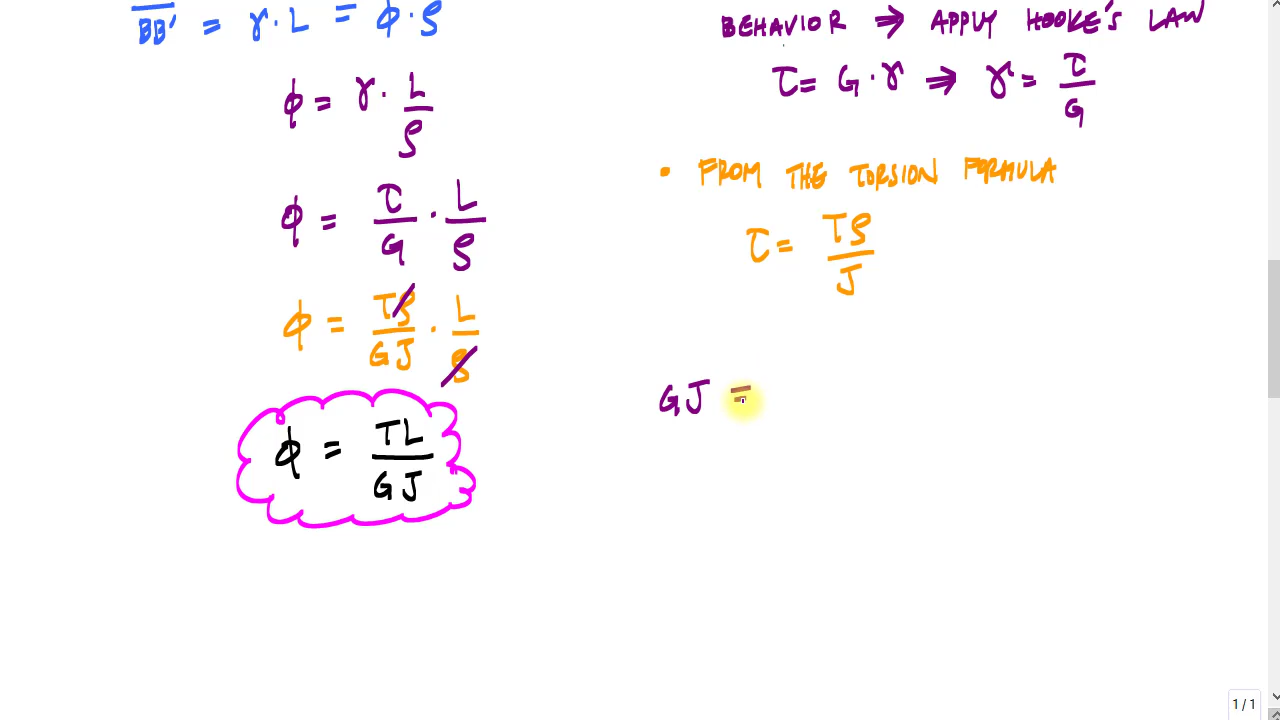 BB' = γ · L = ϕ · ρ
ϕ = γ · L/ρ
ϕ = τ/G · L/ρ
ϕ = Tρ/GJ · L/ρ
ϕ = TL/GJ
BEHAVIOR ⇒ APPLY HOOKE'S LAW
τ = G · γ ⇒ γ = τ/G
• FROM THE TORSION FORMULA
τ = Tρ/J
GJ =
1 / 1